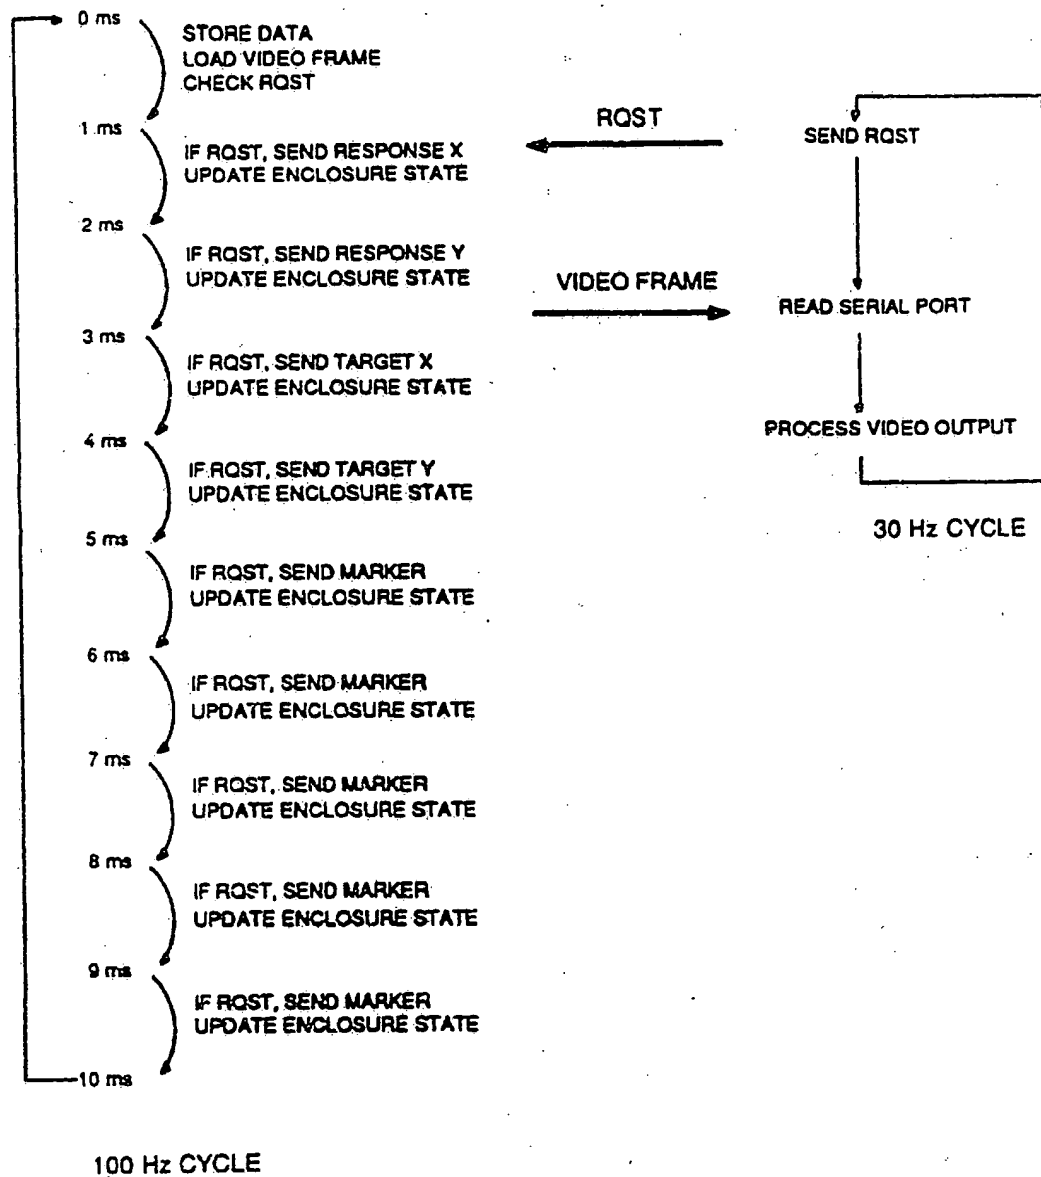 0 ms
STORE DATA
LOAD VIDEO FRAME
CHECK RQST
1 ms
IF RQST, SEND RESPONSE X
UPDATE ENCLOSURE STATE
2 ms
IF RQST, SEND RESPONSE Y
UPDATE ENCLOSURE STATE
3 ms
IF RQST, SEND TARGET X
UPDATE ENCLOSURE STATE
4 ms
IF RQST, SEND TARGET Y
UPDATE ENCLOSURE STATE
5 ms
IF RQST, SEND MARKER
UPDATE ENCLOSURE STATE
6 ms
IF RQST, SEND MARKER
UPDATE ENCLOSURE STATE
7 ms
IF RQST, SEND MARKER
UPDATE ENCLOSURE STATE
8 ms
IF RQST, SEND MARKER
UPDATE ENCLOSURE STATE
9 ms
IF RQST, SEND MARKER
UPDATE ENCLOSURE STATE
10 ms
100 Hz CYCLE
RQST
VIDEO FRAME
SEND RQST
READ SERIAL PORT
PROCESS VIDEO OUTPUT
30 Hz CYCLE